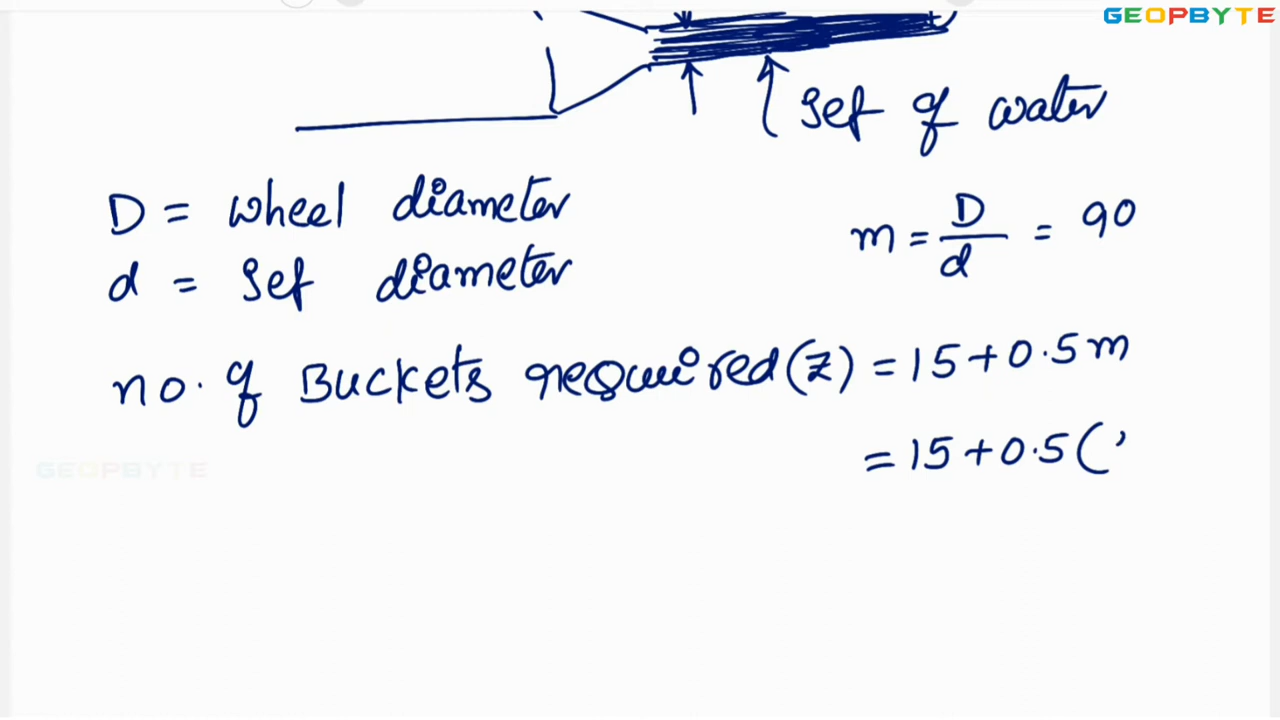 GEOPBYTE
Jet of water
D = wheel diameter
m = D/d = 90
d = Jet diameter
no. of Buckets required (z) = 15 + 0.5 m
= 15 + 0.5 (
GEOPBYTE